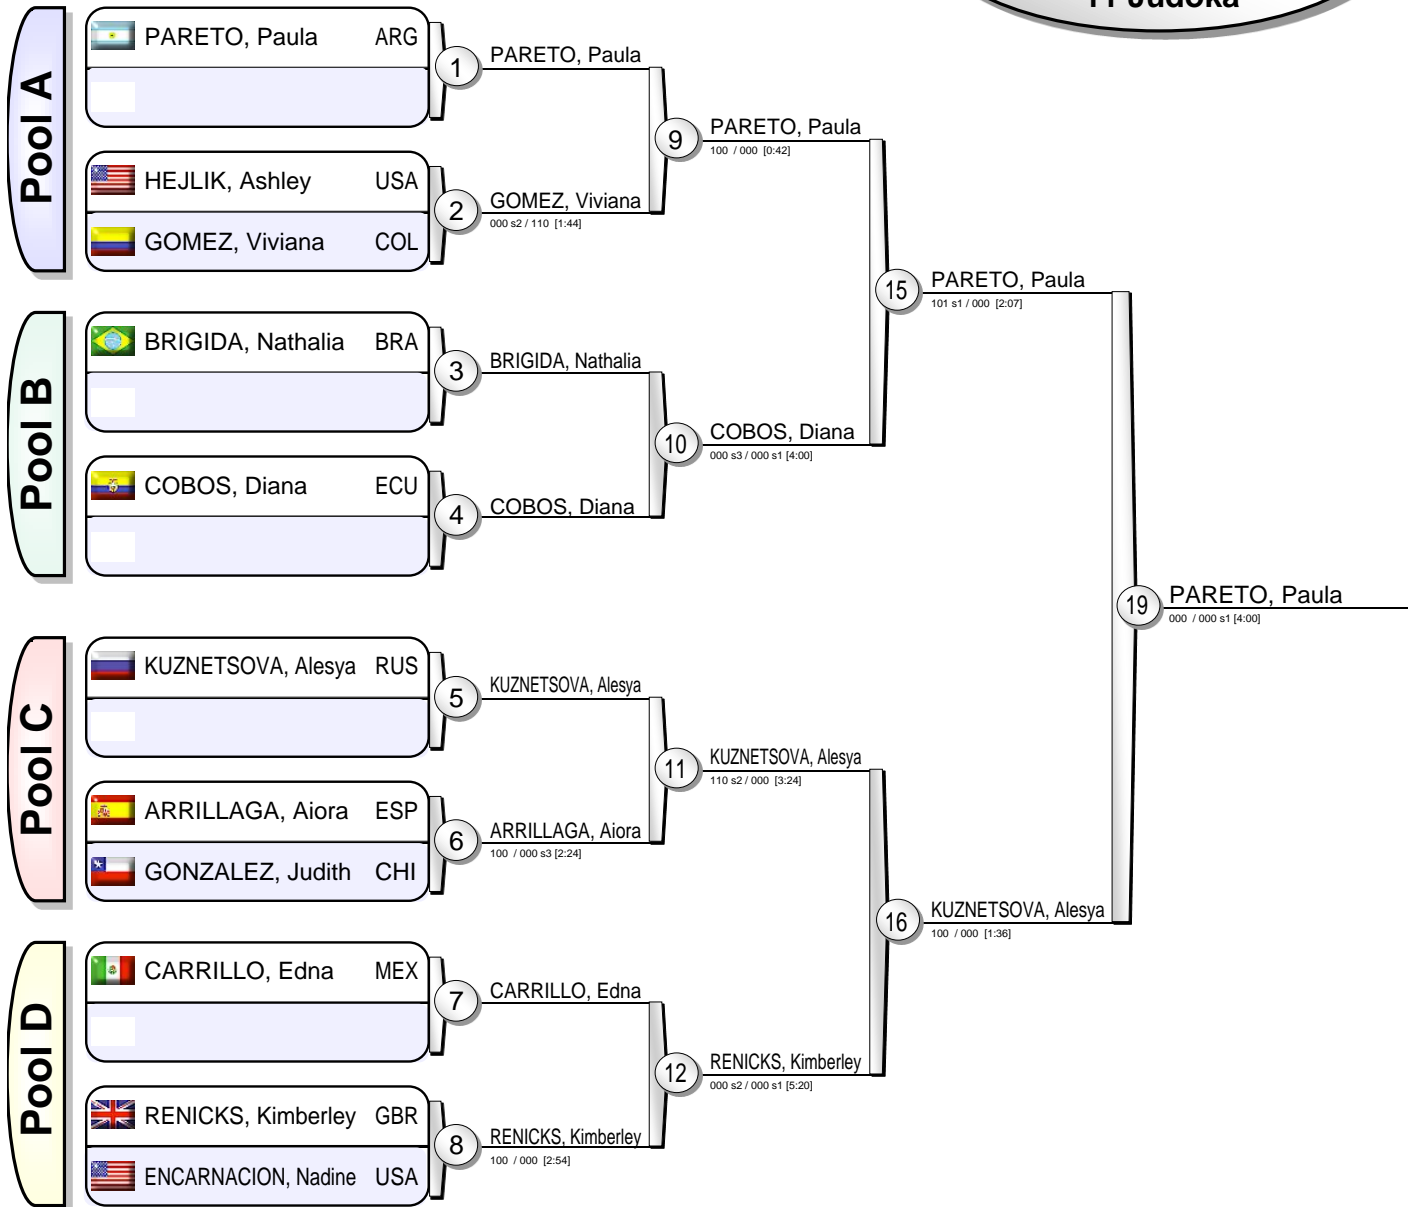 11 Judoka
Pool A
PARETO, Paula ARG
HEJLIK, Ashley USA
GOMEZ, Viviana COL
1
PARETO, Paula
2
GOMEZ, Viviana
000 s2 / 110 [1:44]
9
PARETO, Paula
100 / 000 [0:42]
Pool B
BRIGIDA, Nathalia BRA
COBOS, Diana ECU
3
BRIGIDA, Nathalia
4
COBOS, Diana
10
COBOS, Diana
000 s3 / 000 s1 [4:00]
15
PARETO, Paula
101 s1 / 000 [2:07]
Pool C
KUZNETSOVA, Alesya RUS
ARRILLAGA, Aiora ESP
GONZALEZ, Judith CHI
5
KUZNETSOVA, Alesya
6
ARRILLAGA, Aiora
100 / 000 s3 [2:24]
11
KUZNETSOVA, Alesya
110 s2 / 000 [3:24]
Pool D
CARRILLO, Edna MEX
RENICKS, Kimberley GBR
ENCARNACION, Nadine USA
7
CARRILLO, Edna
8
RENICKS, Kimberley
100 / 000 [2:54]
12
RENICKS, Kimberley
000 s2 / 000 s1 [5:20]
16
KUZNETSOVA, Alesya
100 / 000 [1:36]
19
PARETO, Paula
000 / 000 s1 [4:00]